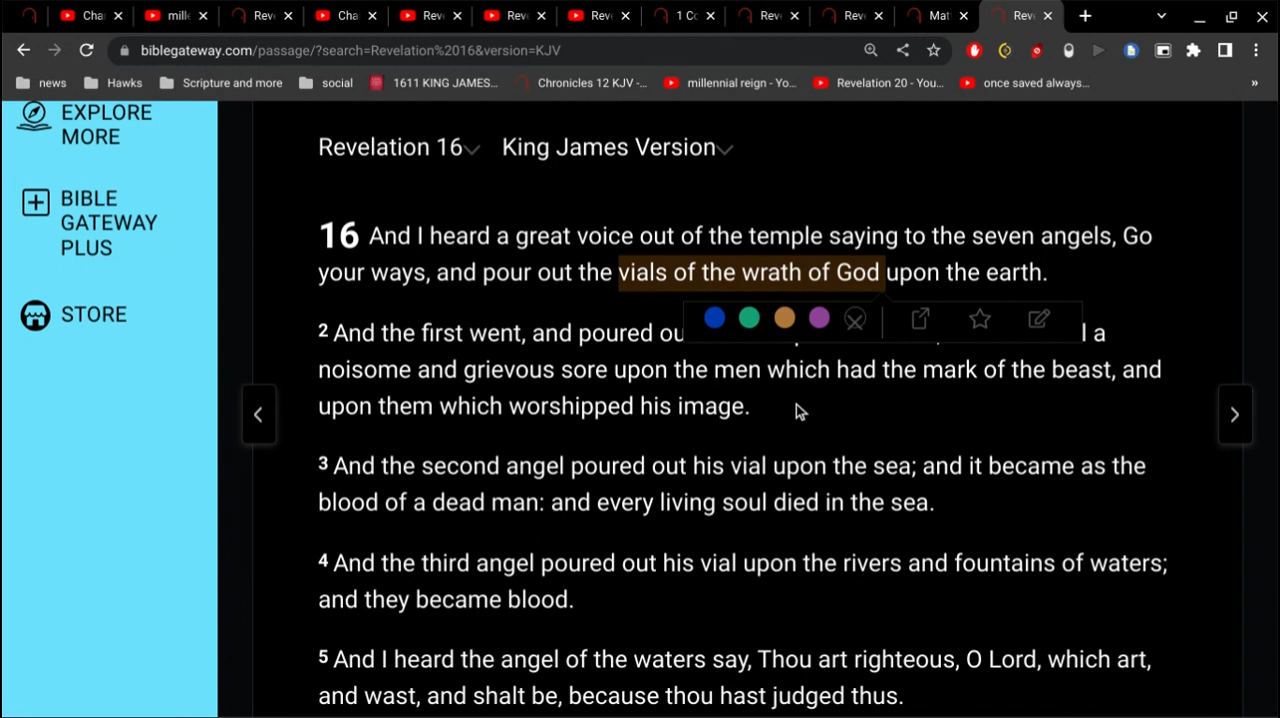 Cha
mill
Reve
Cha
Reve
Reve
Reve
1 Co
Reve
Reve
Mat
Reve
biblegateway.com/passage/?search=Revelation%2016&version=KJV
news
Hawks
Scripture and more
social
1611 KING JAMES...
Chronicles 12 KJV -...
millennial reign - Yo...
Revelation 20 - You...
once saved always...
»
EXPLORE
MORE
BIBLE
GATEWAY
PLUS
STORE
Revelation 16 King James Version
16 And I heard a great voice out of the temple saying to the seven angels, Go
your ways, and pour out the vials of the wrath of God upon the earth.
2 And the first went, and poured ou l a
noisome and grievous sore upon the men which had the mark of the beast, and
upon them which worshipped his image.
3 And the second angel poured out his vial upon the sea; and it became as the
blood of a dead man: and every living soul died in the sea.
4 And the third angel poured out his vial upon the rivers and fountains of waters;
and they became blood.
5 And I heard the angel of the waters say, Thou art righteous, O Lord, which art,
and wast, and shalt be, because thou hast judged thus.